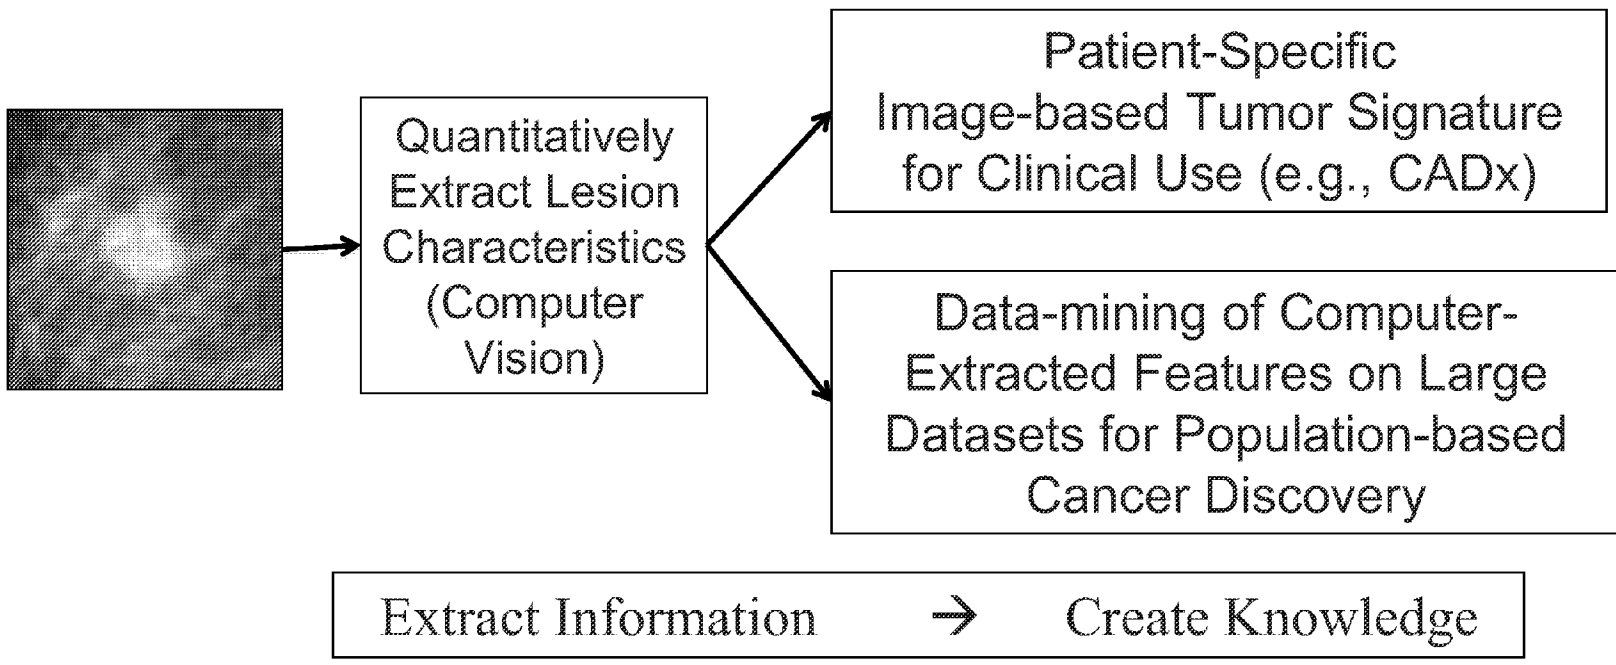 Quantitatively
Extract Lesion
Characteristics
(Computer
Vision)
Patient-Specific
Image-based Tumor Signature
for Clinical Use (e.g., CADx)
Data-mining of Computer-
Extracted Features on Large
Datasets for Population-based
Cancer Discovery
Extract Information → Create Knowledge